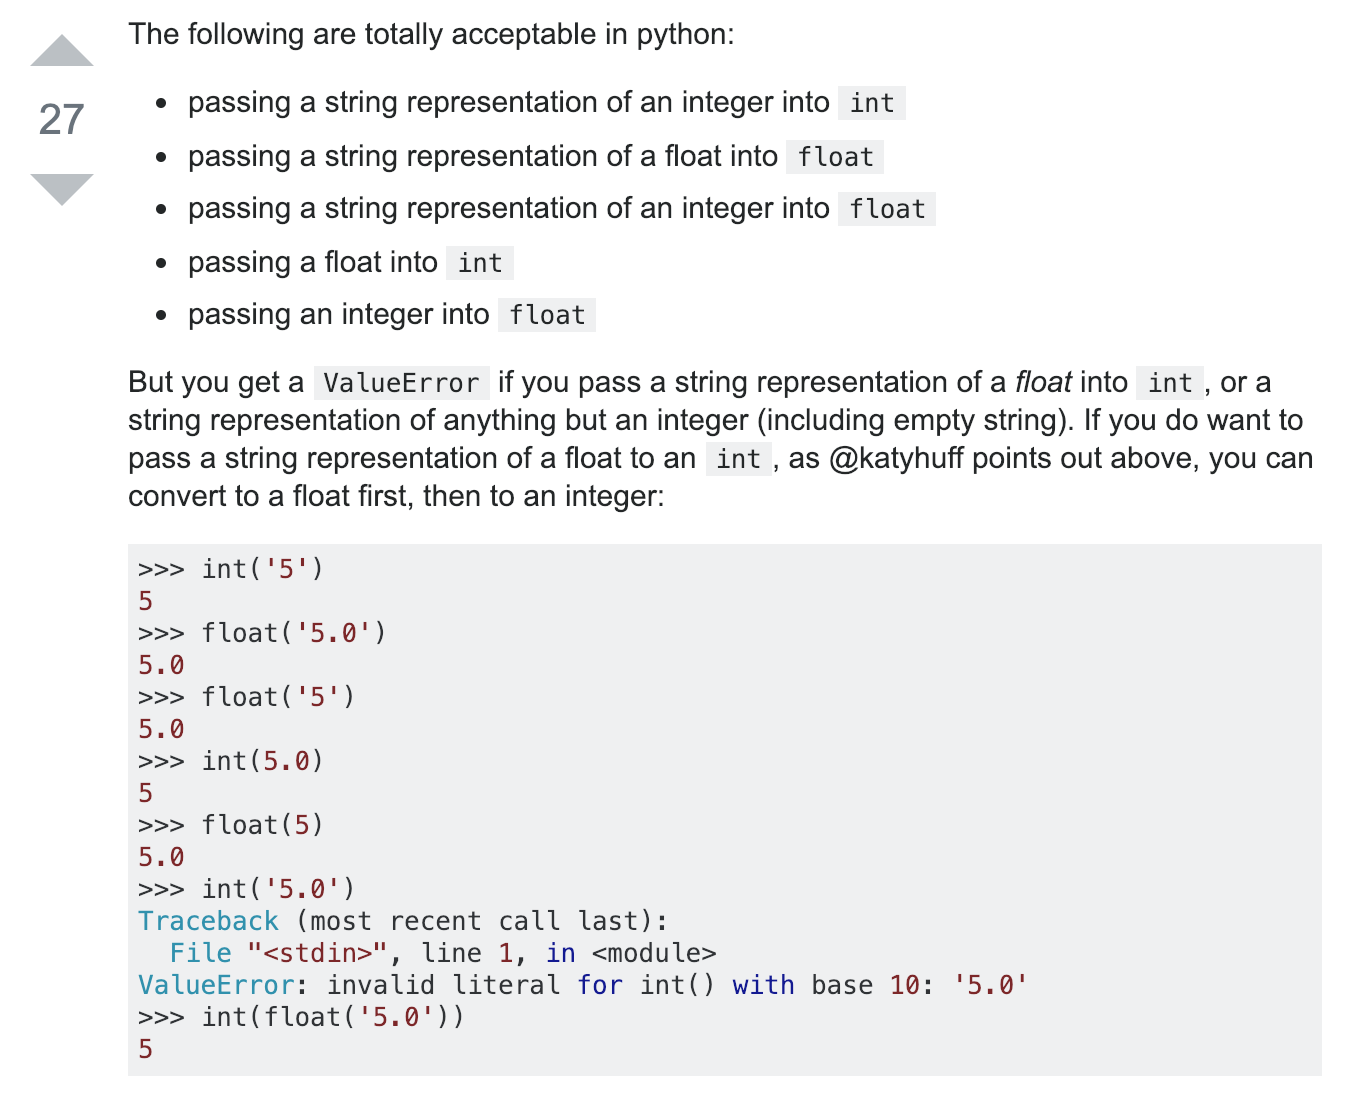 The following are totally acceptable in python:
27
passing a string representation of an integer into int
passing a string representation of a float into float
passing a string representation of an integer into float
passing a float into int
passing an integer into float
But you get a ValueError if you pass a string representation of a float into int, or a
string representation of anything but an integer (including empty string). If you do want to
pass a string representation of a float to an int, as @katyhuff points out above, you can
convert to a float first, then to an integer:
>>> int('5')
5
>>> float('5.0')
5.0
>>> float('5')
5.0
>>> int(5.0)
5
>>> float(5)
5.0
>>> int('5.0')
Traceback (most recent call last):
  File "<stdin>", line 1, in <module>
ValueError: invalid literal for int() with base 10: '5.0'
>>> int(float('5.0'))
5